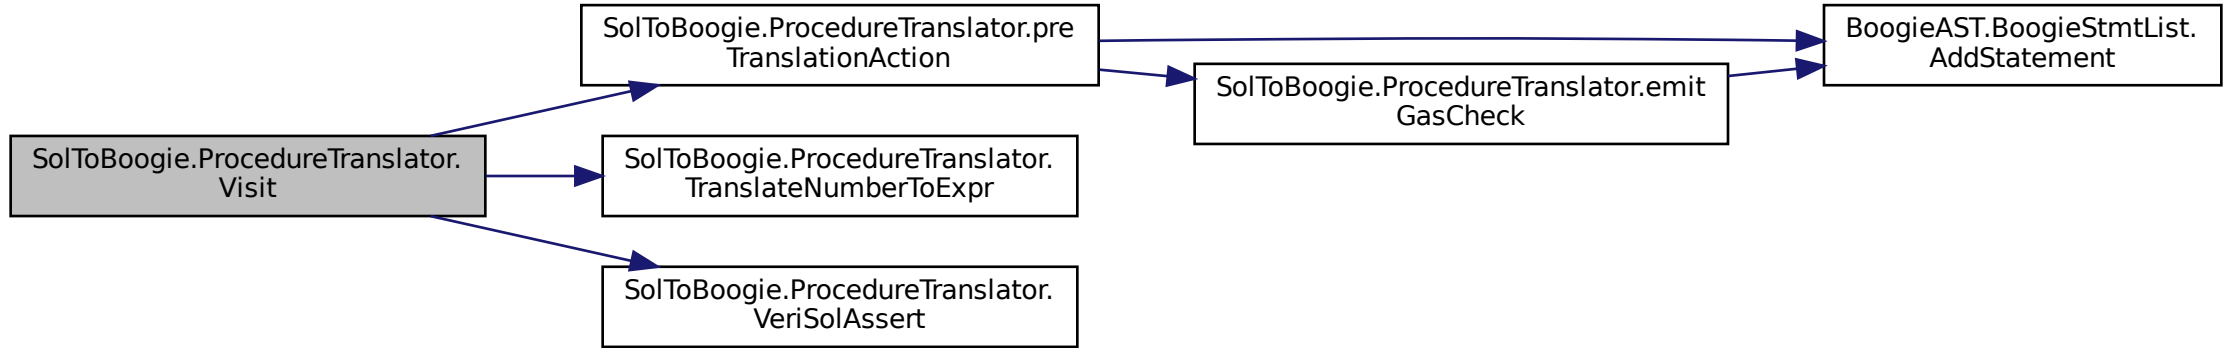 SolToBoogie.ProcedureTranslator.
Visit
SolToBoogie.ProcedureTranslator.pre
TranslationAction
SolToBoogie.ProcedureTranslator.emit
GasCheck
BoogieAST.BoogieStmtList.
AddStatement
SolToBoogie.ProcedureTranslator.
TranslateNumberToExpr
SolToBoogie.ProcedureTranslator.
VeriSolAssert